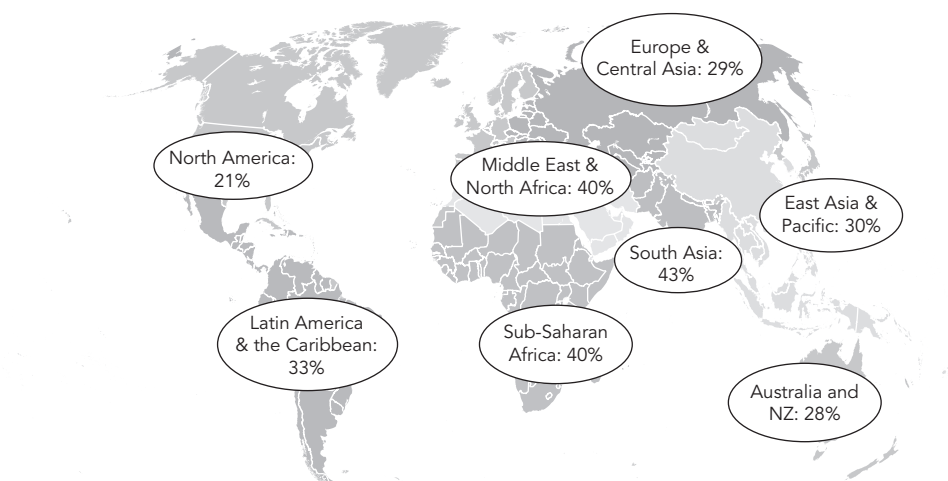 Europe &
Central Asia: 29%
North America:
21%
Middle East &
North Africa: 40%
East Asia &
Pacific: 30%
South Asia:
43%
Latin America
& the Caribbean:
33%
Sub-Saharan
Africa: 40%
Australia and
NZ: 28%